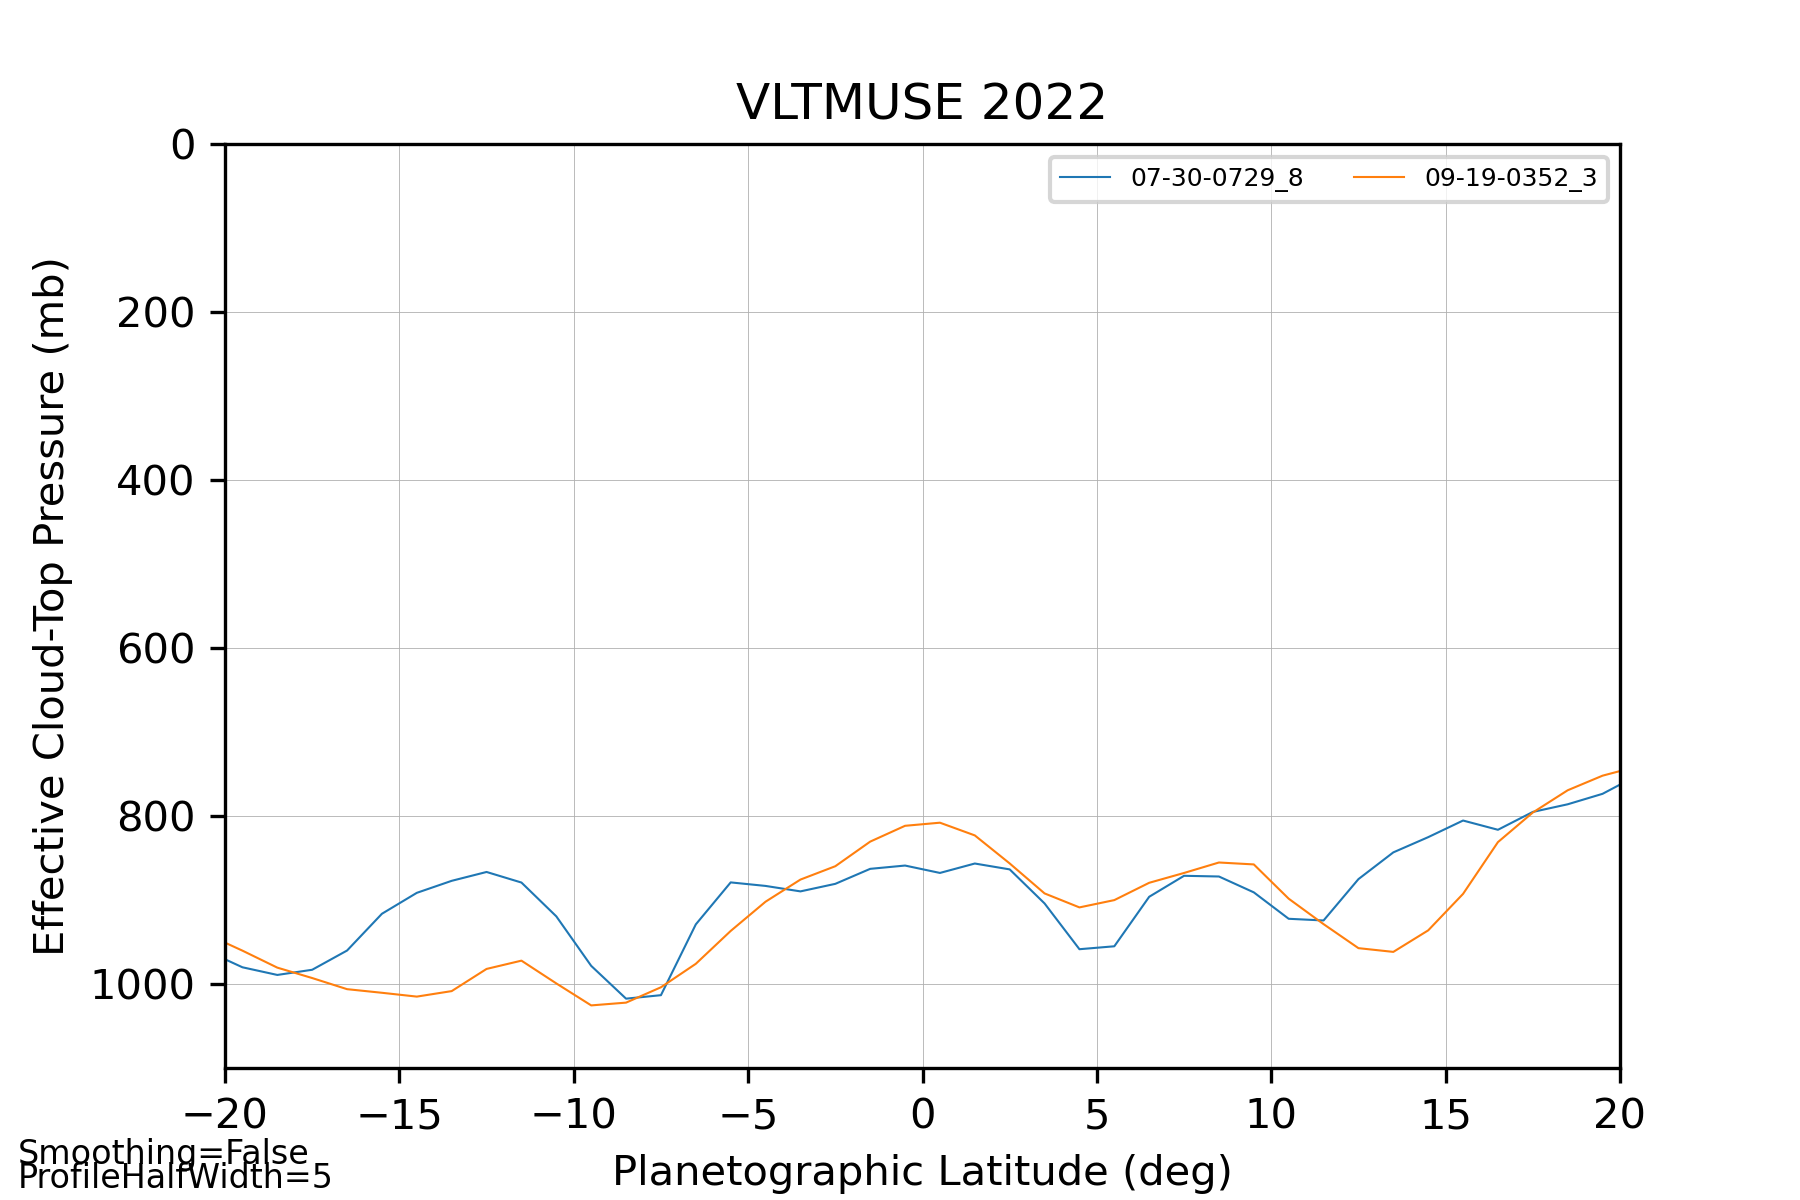 VLTMUSE 2022
07-30-0729_8 09-19-0352_3
Effective Cloud-Top Pressure (mb)
0
200
400
600
800
1000
−20 −15 −10 −5 0 5 10 15 20
Planetographic Latitude (deg)
Smoothing=False
ProfileHalfWidth=5